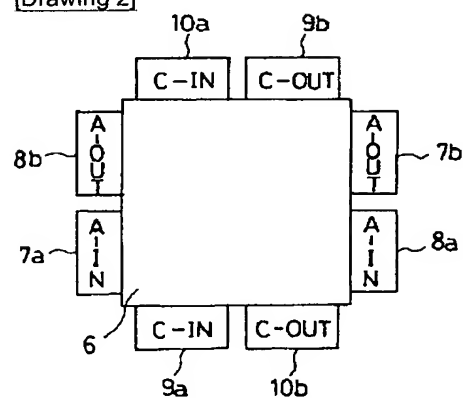 [Drawing 2]
10a 9b
C-IN C-OUT
A-OUT A-OUT
8b 7b
A-IN A-IN
7a 8a
6
C-IN C-OUT
9a 10b